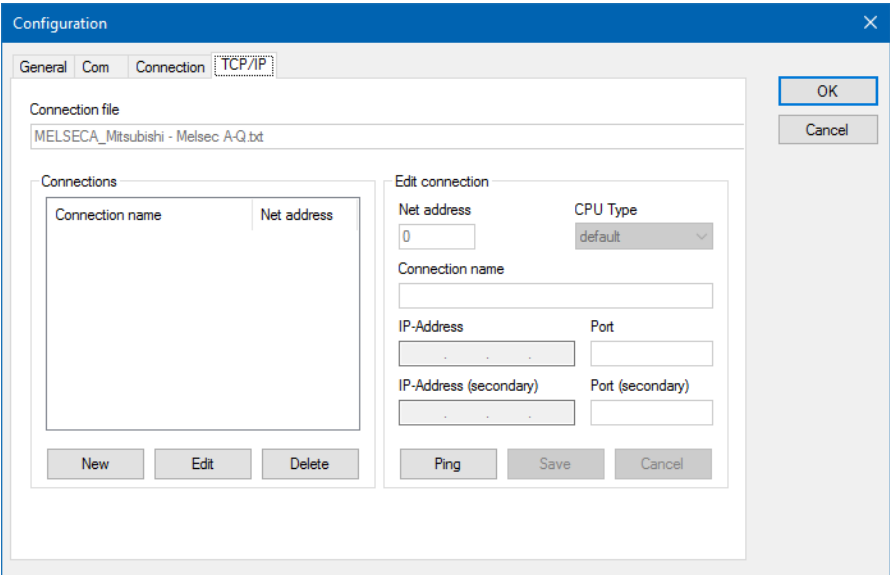 Configuration
General Com Connection TCP/IP
OK
Cancel
Connection file
MELSECA_Mitsubishi - Melsec A-Q.txt
Connections
Connection name Net address
New Edit Delete
Edit connection
Net address CPU Type
0 default
Connection name
IP-Address Port
. . .
IP-Address (secondary) Port (secondary)
. . .
Ping Save Cancel